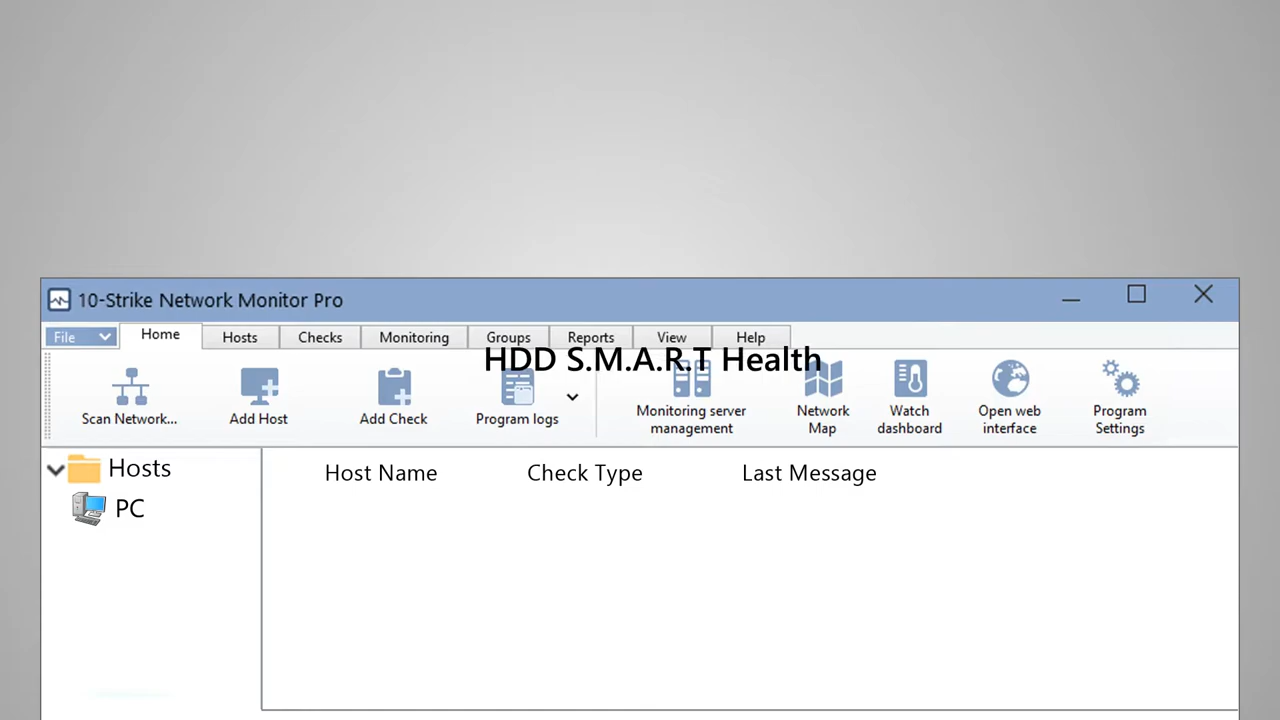 10-Strike Network Monitor Pro
File Home Hosts Checks Monitoring Groups Reports View Help
HDD S.M.A.R.T Health
Scan Network...
Add Host
Add Check
Program logs
Monitoring server
management
Network
Map
Watch
dashboard
Open web
interface
Program
Settings
Hosts
PC
Host Name Check Type Last Message